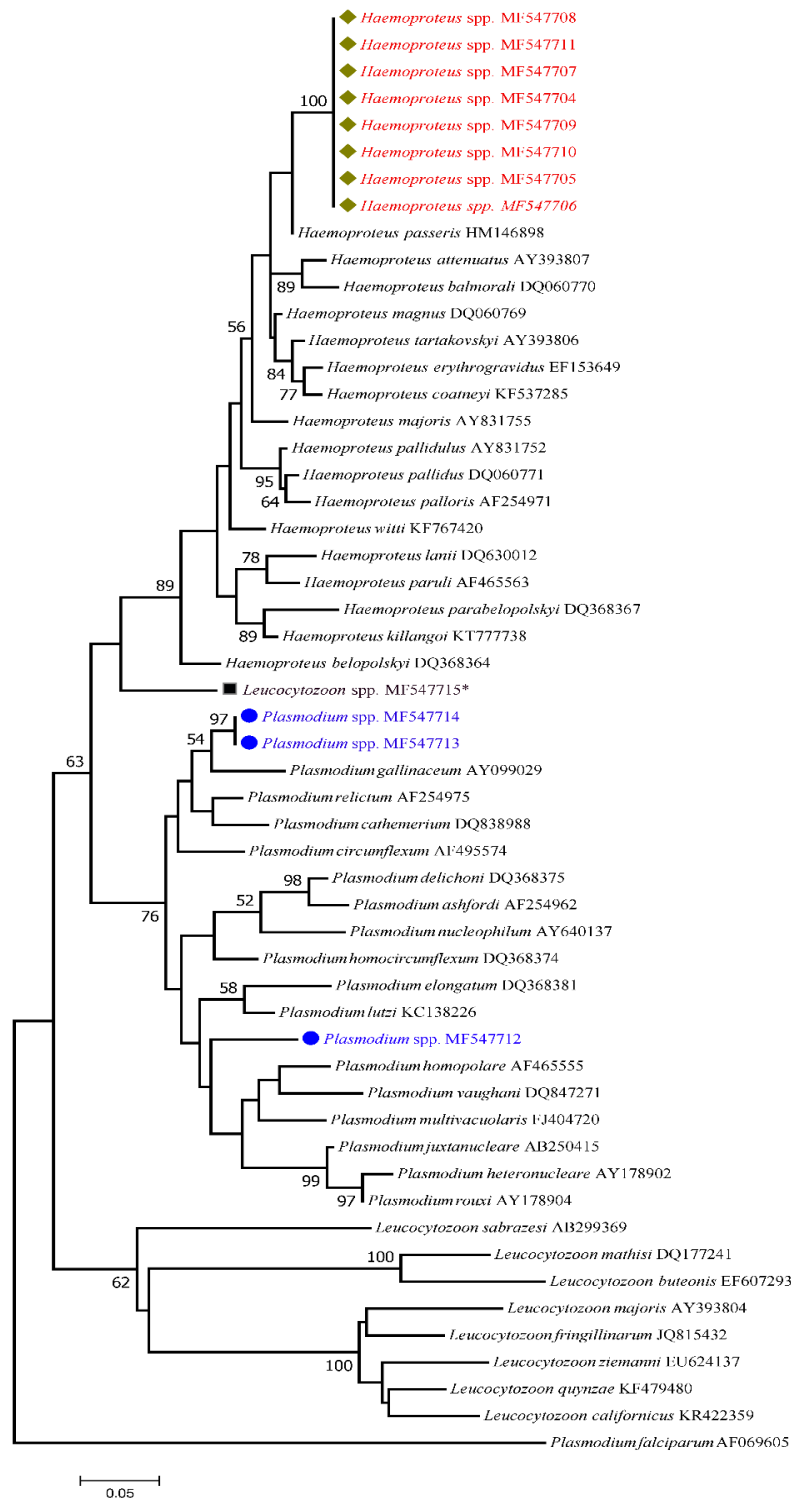 Haemoproteus spp. MF547708
Haemoproteus spp. MF547711
Haemoproteus spp. MF547707
100
Haemoproteus spp. MF547704
Haemoproteus spp. MF547709
Haemoproteus spp. MF547710
Haemoproteus spp. MF547705
Haemoproteus spp. MF547706
Haemoproteus passeris HM146898
Haemoproteus attenuatus AY393807
89
Haemoproteus balmorali DQ060770
Haemoproteus magnus DQ060769
56
Haemoproteus tartakovskyi AY393806
Haemoproteus erythrogravidus EF153649
84
77
Haemoproteus coatneyi KF537285
Haemoproteus majoris AY831755
Haemoproteus pallidulus AY831752
95
Haemoproteus pallidus DQ060771
64
Haemoproteus palloris AF254971
Haemoproteus witti KF767420
78
Haemoproteus lanii DQ630012
89
Haemoproteus paruli AF465563
Haemoproteus parabelopolskyi DQ368367
89
Haemoproteus killangoi KT777738
Haemoproteus belopolskyi DQ368364
Leucocytozoon spp. MF547715*
97
Plasmodium spp. MF547714
54
Plasmodium spp. MF547713
63
Plasmodium gallinaceum AY099029
Plasmodium relictum AF254975
Plasmodium cathemerium DQ838988
Plasmodium circumflexum AF495574
98
Plasmodium delichoni DQ368375
76
52
Plasmodium ashfordi AF254962
Plasmodium nucleophilum AY640137
Plasmodium homocircumflexum DQ368374
58
Plasmodium elongatum DQ368381
Plasmodium lutzi KC138226
Plasmodium spp. MF547712
Plasmodium homopolare AF465555
Plasmodium vaughani DQ847271
Plasmodium multivacuolaris FJ404720
Plasmodium juxtanucleare AB250415
99
Plasmodium heteronucleare AY178902
97
Plasmodium rouxi AY178904
Leucocytozoon sabrazesi AB299369
100
Leucocytozoon mathisi DQ177241
62
Leucocytozoon buteonis EF607293
Leucocytozoon majoris AY393804
Leucocytozoon fringillinarum JQ815432
100
Leucocytozoon ziemanni EU624137
Leucocytozoon quynzae KF479480
Leucocytozoon californicus KR422359
Plasmodium falciparum AF069605
0.05